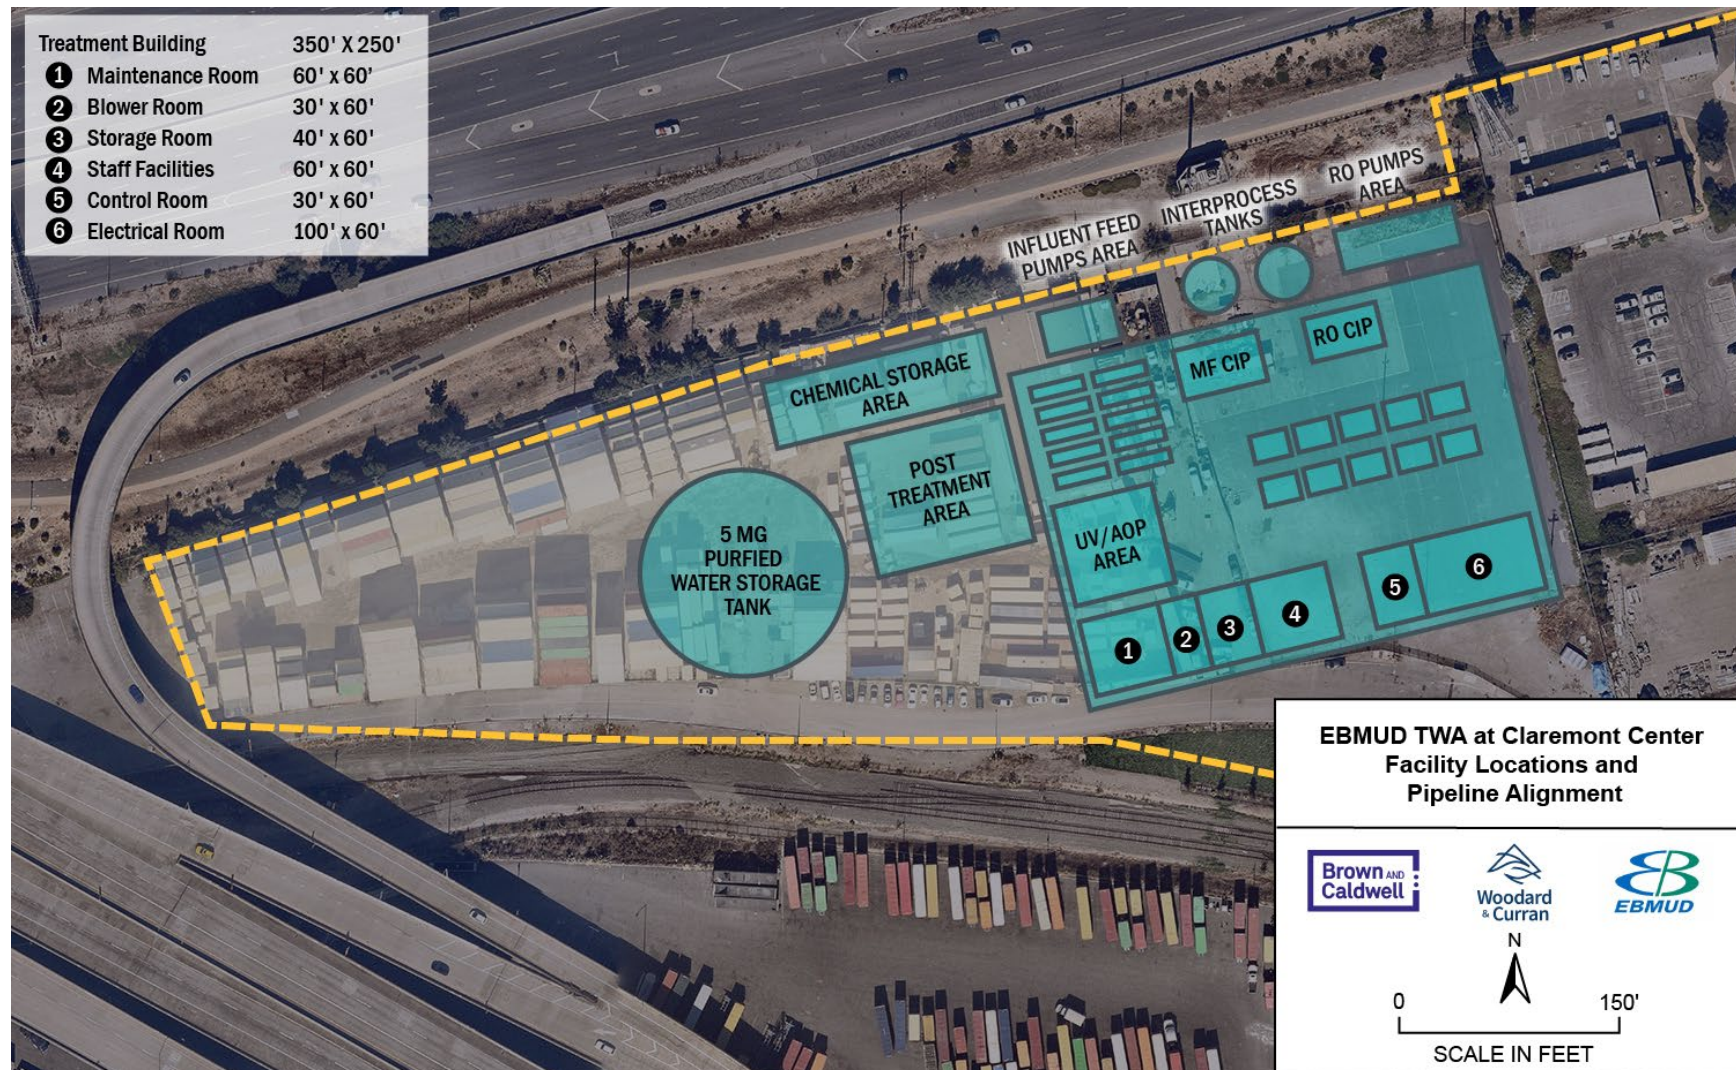 Treatment Building 350' X 250'
1 Maintenance Room 60' x 60'
2 Blower Room 30' x 60'
3 Storage Room 40' x 60'
4 Staff Facilities 60' x 60'
5 Control Room 30' x 60'
6 Electrical Room 100' x 60'
RO PUMPS
AREA
INTERPROCESS
TANKS
INFLUENT FEED
PUMPS AREA
RO CIP
MF CIP
CHEMICAL STORAGE
AREA
POST
TREATMENT
AREA
UV/AOP
AREA
5 MG
PURFIED
WATER STORAGE
TANK
1
2
3
4
5
6
EBMUD TWA at Claremont Center
Facility Locations and
Pipeline Alignment
Brown AND
Caldwell
Woodard
& Curran
EBMUD
N
0 150'
SCALE IN FEET